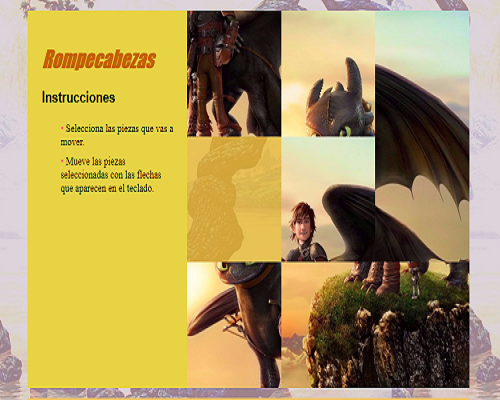 Rompecabezas
Instrucciones
• Selecciona las piezas que vas a
mover.
• Mueve las piezas
seleccionadas con las flechas
que aparecen en el teclado.